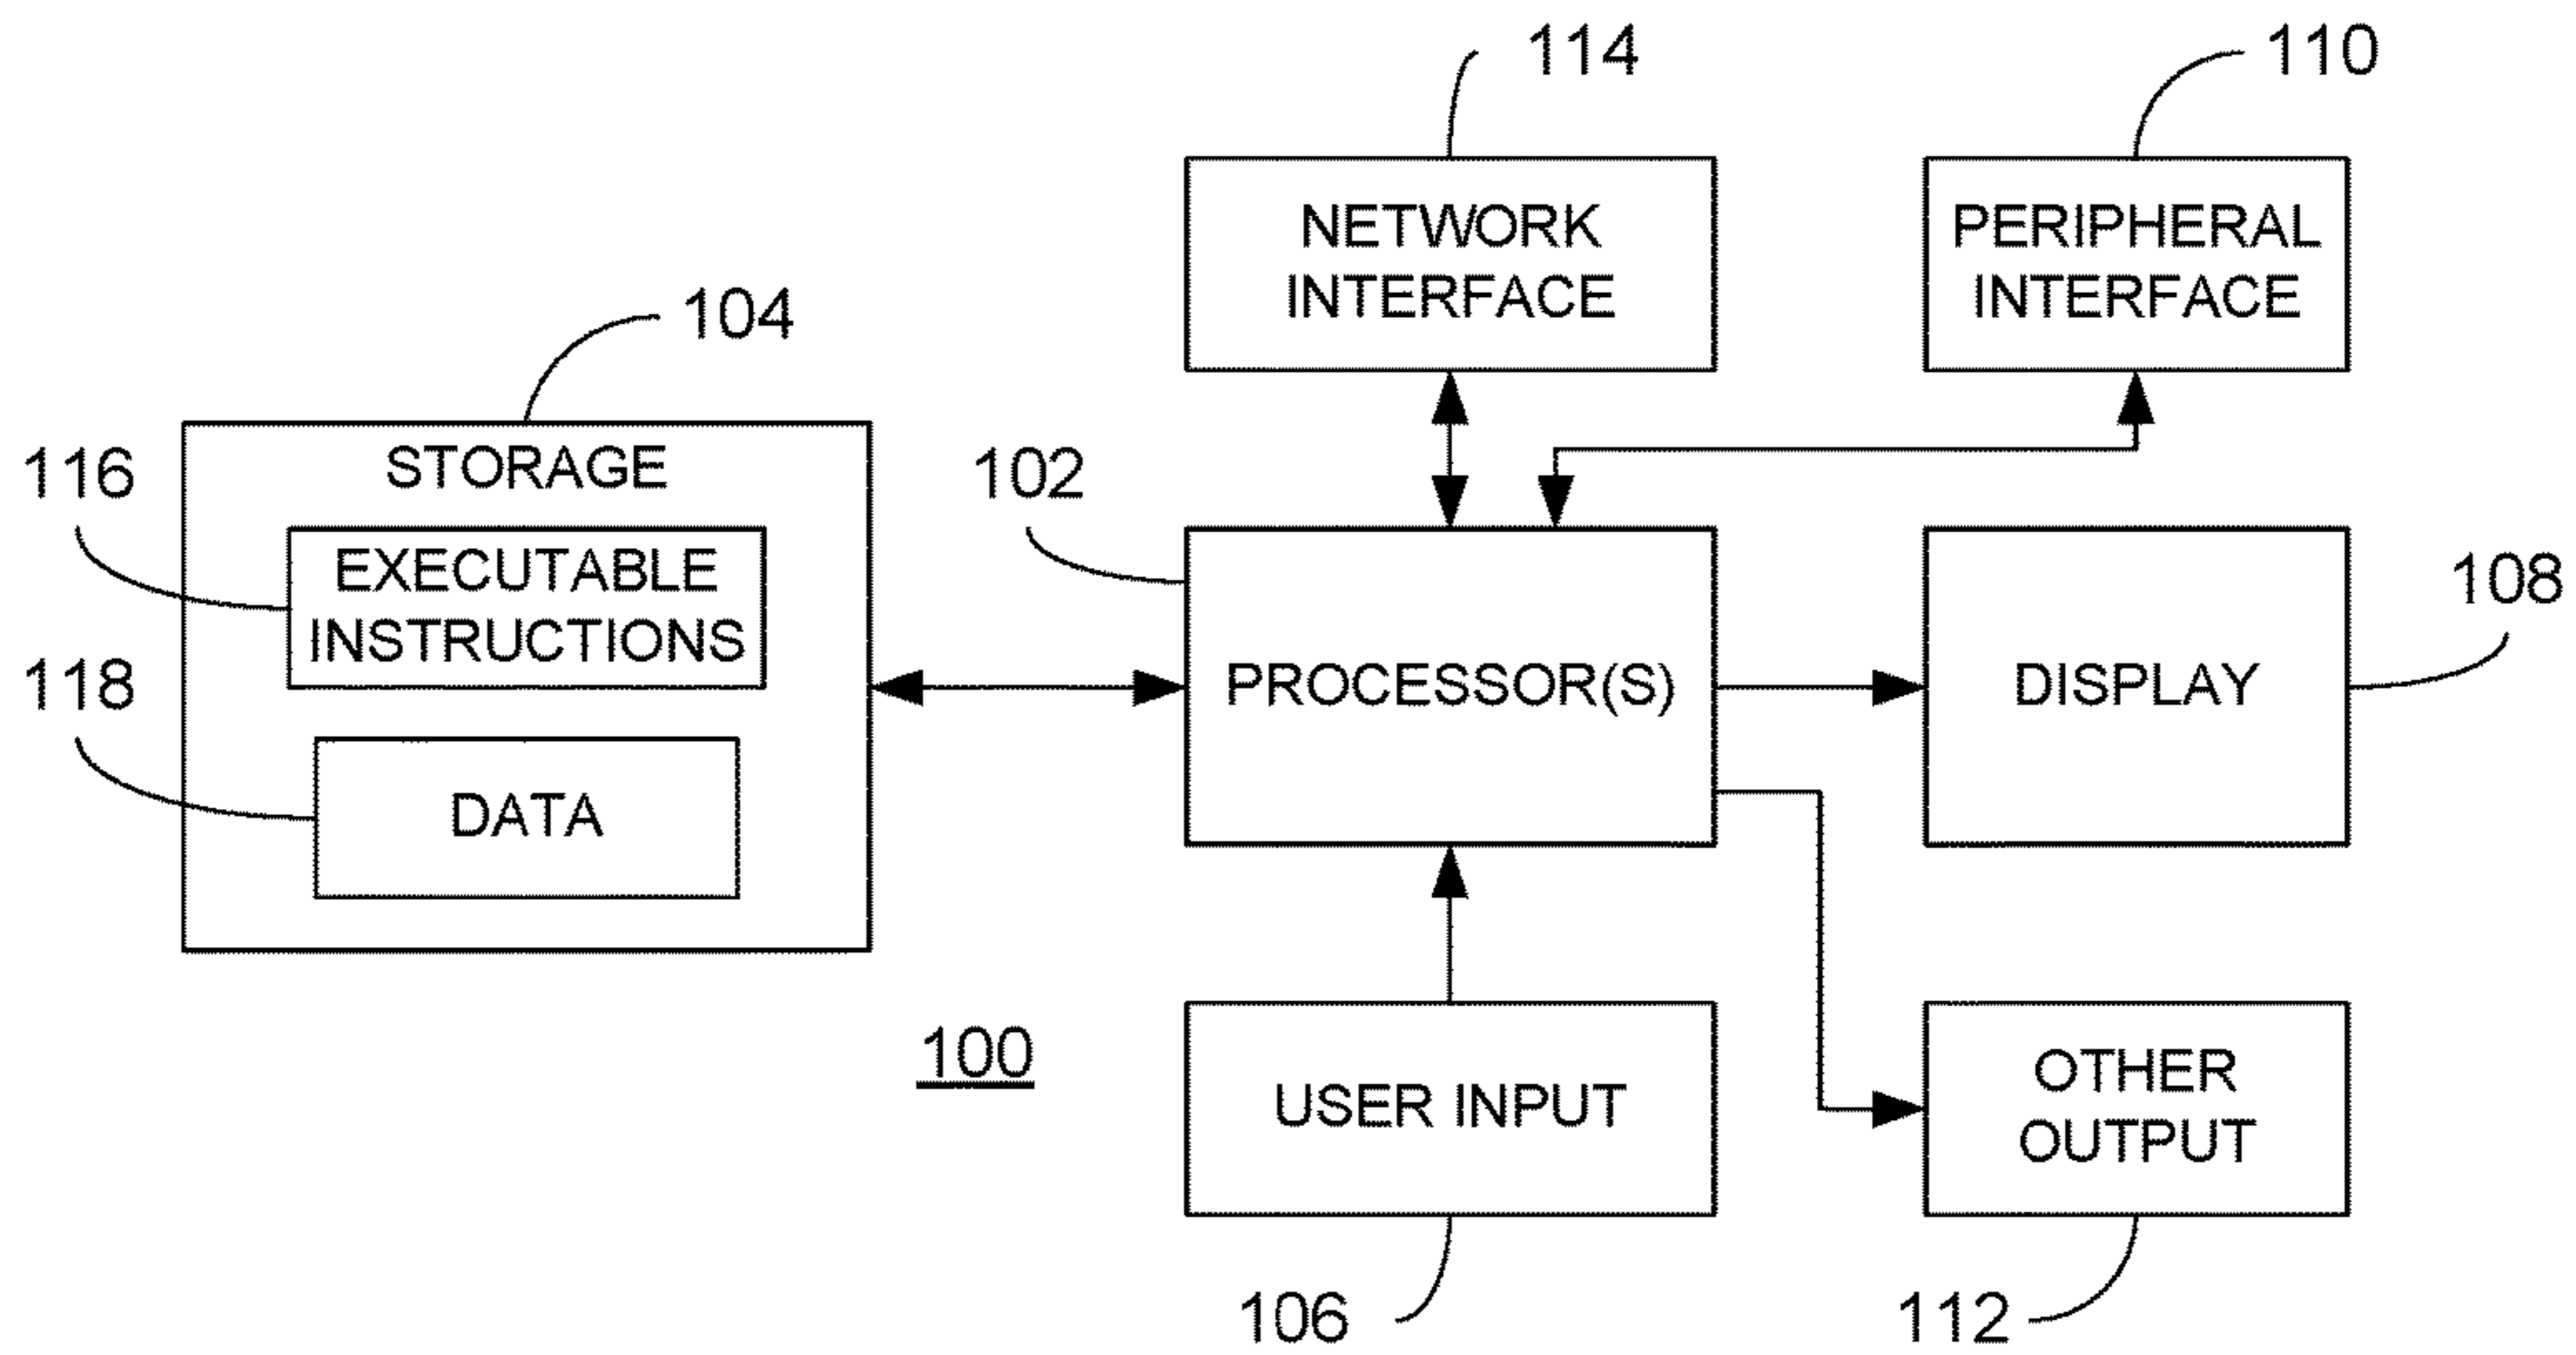 114
110
NETWORK
INTERFACE
PERIPHERAL
INTERFACE
104
STORAGE
116
EXECUTABLE
INSTRUCTIONS
118
DATA
102
PROCESSOR(S)
108
DISPLAY
100
USER INPUT
OTHER
OUTPUT
106
112